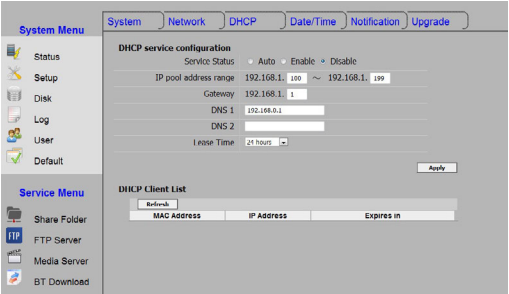 System Menu
Status
Setup
Disk
Log
User
Default
Service Menu
Share Folder
FTP
FTP Server
Media Server
BT Download
System Network DHCP Date/Time Notification Upgrade
DHCP service configuration
Service Status Auto Enable Disable
IP pool address range 192.168.1. 100 ~ 192.168.1. 199
Gateway 192.168.1. 1
DNS 1 192.168.0.1
DNS 2
Lease Time 24 hours
Apply
DHCP Client List
Refresh
MAC Address IP Address Expires in